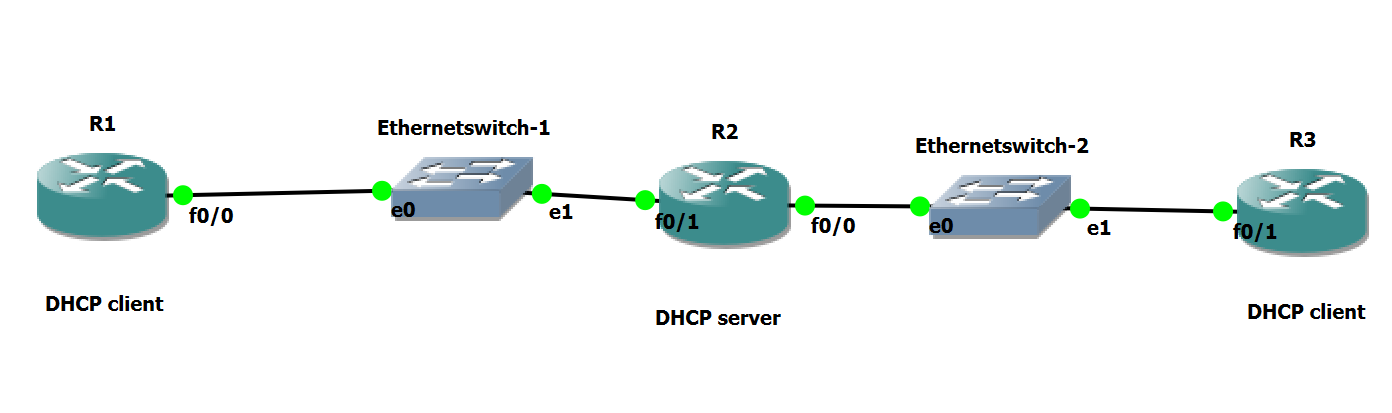 R1
Ethernetswitch-1
R2
Ethernetswitch-2
R3
f0/0
e0
e1
f0/1
f0/0
e0
e1
f0/1
DHCP client
DHCP server
DHCP client